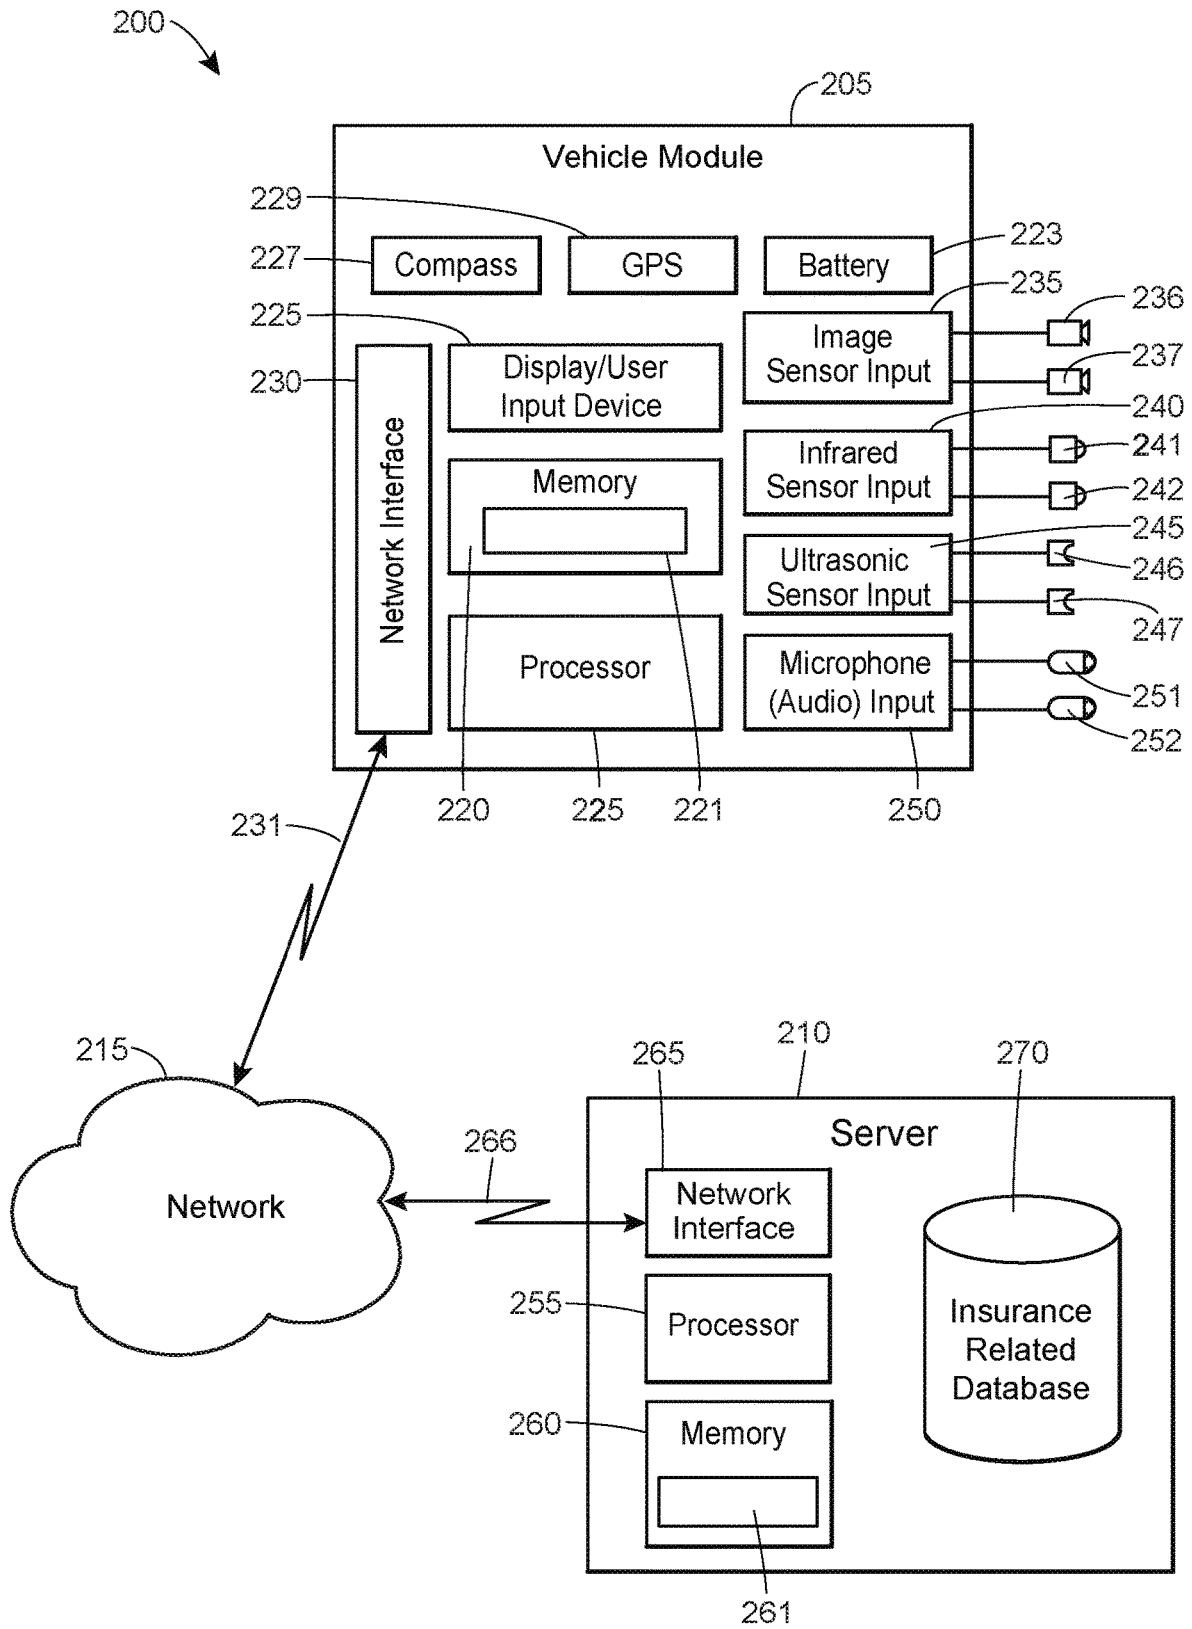 200
205
Vehicle Module
229
227
Compass
GPS
Battery
223
235
236
225
230
Display/User
Input Device
Image
Sensor Input
237
240
Network Interface
Memory
Infrared
Sensor Input
241
242
245
Ultrasonic
Sensor Input
246
247
Processor
Microphone
(Audio) Input
251
252
220
225
221
250
231
215
Network
266
265
210
270
Server
Network
Interface
255
Processor
260
Memory
261
Insurance
Related
Database